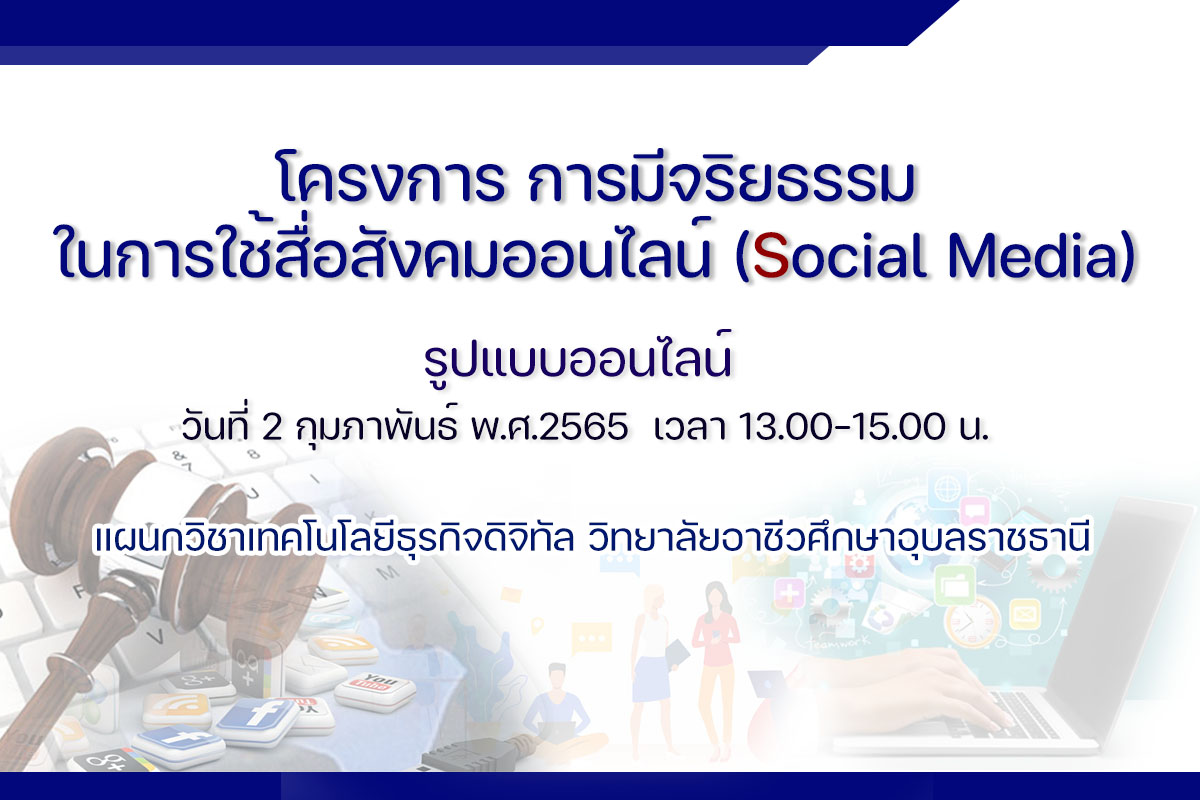 โครงการ การมีจริยธรรม
ในการใช้สื่อสังคมออนไลน์ (Social Media)
รูปแบบออนไลน์
วันที่ 2 กุมภาพันธ์ พ.ศ.2565 เวลา 13.00-15.00 น.
แผนกวิชาเทคโนโลยีธุรกิจดิจิทัล วิทยาลัยอาชีวศึกษาอุบลราชธานี
&
7
8
U
I
K
V
M
You
Tube
f
f
g+
teamwork